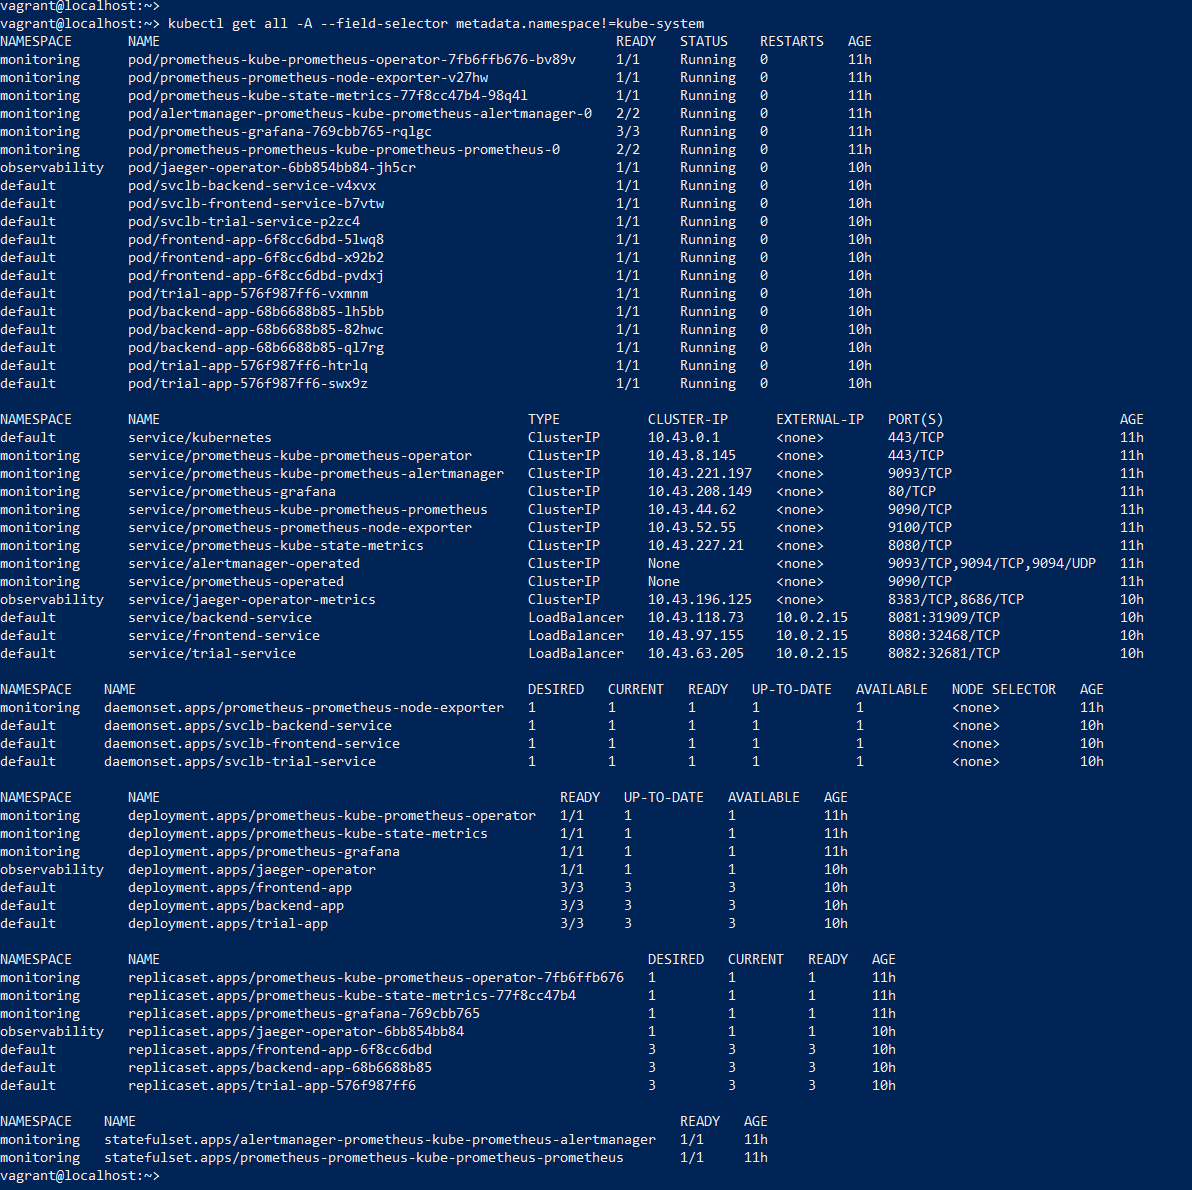 vagrant@localhost:~>
vagrant@localhost:~> kubectl get all -A --field-selector metadata.namespace!=kube-system
NAMESPACE       NAME                                                         READY   STATUS    RESTARTS   AGE
monitoring      pod/prometheus-kube-prometheus-operator-7fb6ffb676-bv89v     1/1     Running   0          11h
monitoring      pod/prometheus-prometheus-node-exporter-v27hw                1/1     Running   0          11h
monitoring      pod/prometheus-kube-state-metrics-77f8cc47b4-98q4l           1/1     Running   0          11h
monitoring      pod/alertmanager-prometheus-kube-prometheus-alertmanager-0   2/2     Running   0          11h
monitoring      pod/prometheus-grafana-769cbb765-rqlgc                       3/3     Running   0          11h
monitoring      pod/prometheus-prometheus-kube-prometheus-prometheus-0       2/2     Running   0          11h
observability   pod/jaeger-operator-6bb854bb84-jh5cr                         1/1     Running   0          10h
default         pod/svclb-backend-service-v4xvx                              1/1     Running   0          10h
default         pod/svclb-frontend-service-b7vtw                             1/1     Running   0          10h
default         pod/svclb-trial-service-p2zc4                                1/1     Running   0          10h
default         pod/frontend-app-6f8cc6dbd-5lwq8                             1/1     Running   0          10h
default         pod/frontend-app-6f8cc6dbd-x92b2                             1/1     Running   0          10h
default         pod/frontend-app-6f8cc6dbd-pvdxj                             1/1     Running   0          10h
default         pod/trial-app-576f987ff6-vxmnm                               1/1     Running   0          10h
default         pod/backend-app-68b6688b85-lh5bb                             1/1     Running   0          10h
default         pod/backend-app-68b6688b85-82hwc                             1/1     Running   0          10h
default         pod/backend-app-68b6688b85-ql7rg                             1/1     Running   0          10h
default         pod/trial-app-576f987ff6-htrlq                               1/1     Running   0          10h
default         pod/trial-app-576f987ff6-swx9z                               1/1     Running   0          10h

NAMESPACE       NAME                                              TYPE           CLUSTER-IP      EXTERNAL-IP   PORT(S)                      AGE
default         service/kubernetes                                ClusterIP      10.43.0.1       <none>        443/TCP                      11h
monitoring      service/prometheus-kube-prometheus-operator       ClusterIP      10.43.8.145     <none>        443/TCP                      11h
monitoring      service/prometheus-kube-prometheus-alertmanager   ClusterIP      10.43.221.197   <none>        9093/TCP                     11h
monitoring      service/prometheus-grafana                        ClusterIP      10.43.208.149   <none>        80/TCP                       11h
monitoring      service/prometheus-kube-prometheus-prometheus     ClusterIP      10.43.44.62     <none>        9090/TCP                     11h
monitoring      service/prometheus-prometheus-node-exporter       ClusterIP      10.43.52.55     <none>        9100/TCP                     11h
monitoring      service/prometheus-kube-state-metrics             ClusterIP      10.43.227.21    <none>        8080/TCP                     11h
monitoring      service/alertmanager-operated                     ClusterIP      None            <none>        9093/TCP,9094/TCP,9094/UDP   11h
monitoring      service/prometheus-operated                       ClusterIP      None            <none>        9090/TCP                     11h
observability   service/jaeger-operator-metrics                   ClusterIP      10.43.196.125   <none>        8383/TCP,8686/TCP            10h
default         service/backend-service                           LoadBalancer   10.43.118.73    10.0.2.15     8081:31909/TCP               10h
default         service/frontend-service                          LoadBalancer   10.43.97.155    10.0.2.15     8080:32468/TCP               10h
default         service/trial-service                             LoadBalancer   10.43.63.205    10.0.2.15     8082:32681/TCP               10h

NAMESPACE    NAME                                                 DESIRED   CURRENT   READY   UP-TO-DATE   AVAILABLE   NODE SELECTOR   AGE
monitoring   daemonset.apps/prometheus-prometheus-node-exporter   1         1         1       1            1           <none>          11h
default      daemonset.apps/svclb-backend-service                 1         1         1       1            1           <none>          10h
default      daemonset.apps/svclb-frontend-service                1         1         1       1            1           <none>          10h
default      daemonset.apps/svclb-trial-service                   1         1         1       1            1           <none>          10h

NAMESPACE       NAME                                                  READY   UP-TO-DATE   AVAILABLE   AGE
monitoring      deployment.apps/prometheus-kube-prometheus-operator   1/1     1            1           11h
monitoring      deployment.apps/prometheus-kube-state-metrics         1/1     1            1           11h
monitoring      deployment.apps/prometheus-grafana                    1/1     1            1           11h
observability   deployment.apps/jaeger-operator                       1/1     1            1           10h
default         deployment.apps/frontend-app                          3/3     3            3           10h
default         deployment.apps/backend-app                           3/3     3            3           10h
default         deployment.apps/trial-app                             3/3     3            3           10h

NAMESPACE       NAME                                                             DESIRED   CURRENT   READY   AGE
monitoring      replicaset.apps/prometheus-kube-prometheus-operator-7fb6ffb676   1         1         1       11h
monitoring      replicaset.apps/prometheus-kube-state-metrics-77f8cc47b4         1         1         1       11h
monitoring      replicaset.apps/prometheus-grafana-769cbb765                     1         1         1       11h
observability   replicaset.apps/jaeger-operator-6bb854bb84                       1         1         1       10h
default         replicaset.apps/frontend-app-6f8cc6dbd                           3         3         3       10h
default         replicaset.apps/backend-app-68b6688b85                           3         3         3       10h
default         replicaset.apps/trial-app-576f987ff6                             3         3         3       10h

NAMESPACE    NAME                                                                    READY   AGE
monitoring   statefulset.apps/alertmanager-prometheus-kube-prometheus-alertmanager   1/1     11h
monitoring   statefulset.apps/prometheus-prometheus-kube-prometheus-prometheus       1/1     11h
vagrant@localhost:~>